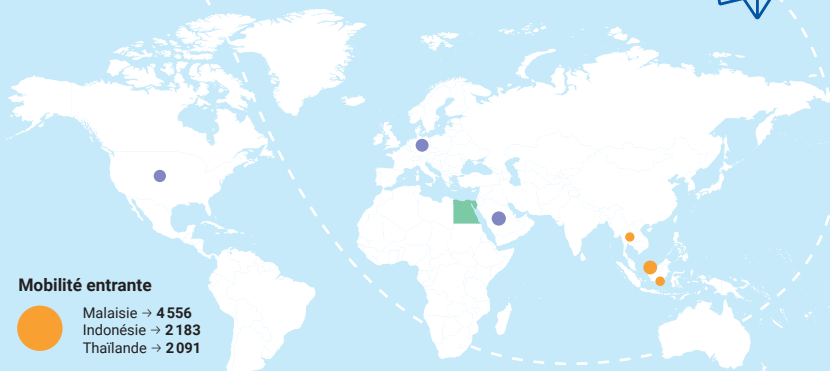 Mobilité entrante
Malaisie → 4 556
Indonésie → 2 183
Thaïlande → 2 091